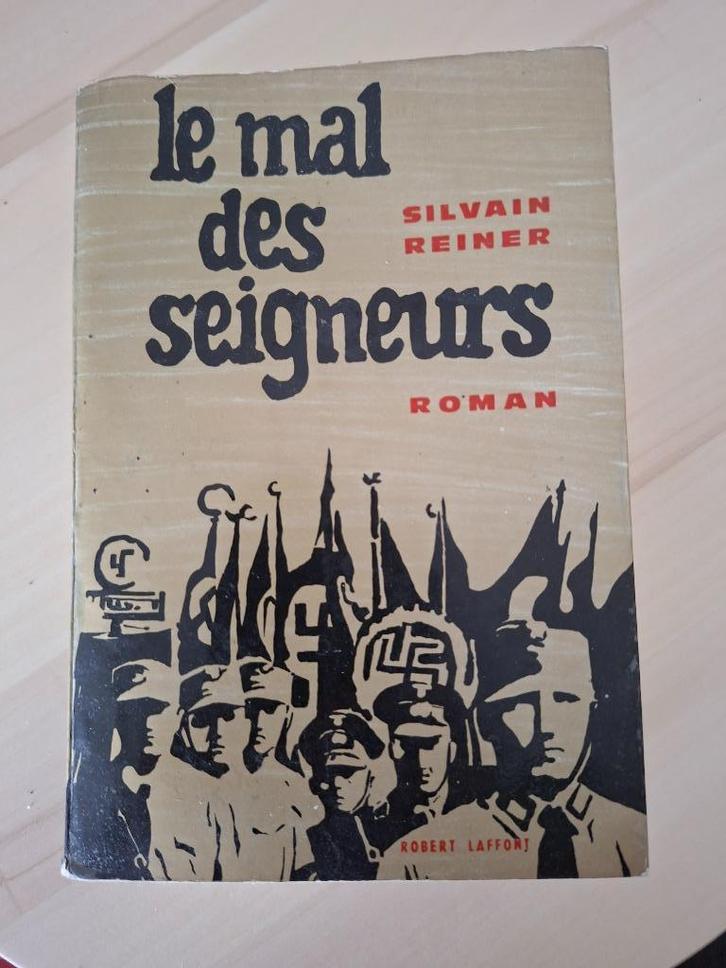 le mal
des
seigneurs
SILVAIN
REINER
ROMAN
ROBERT LAFFONT